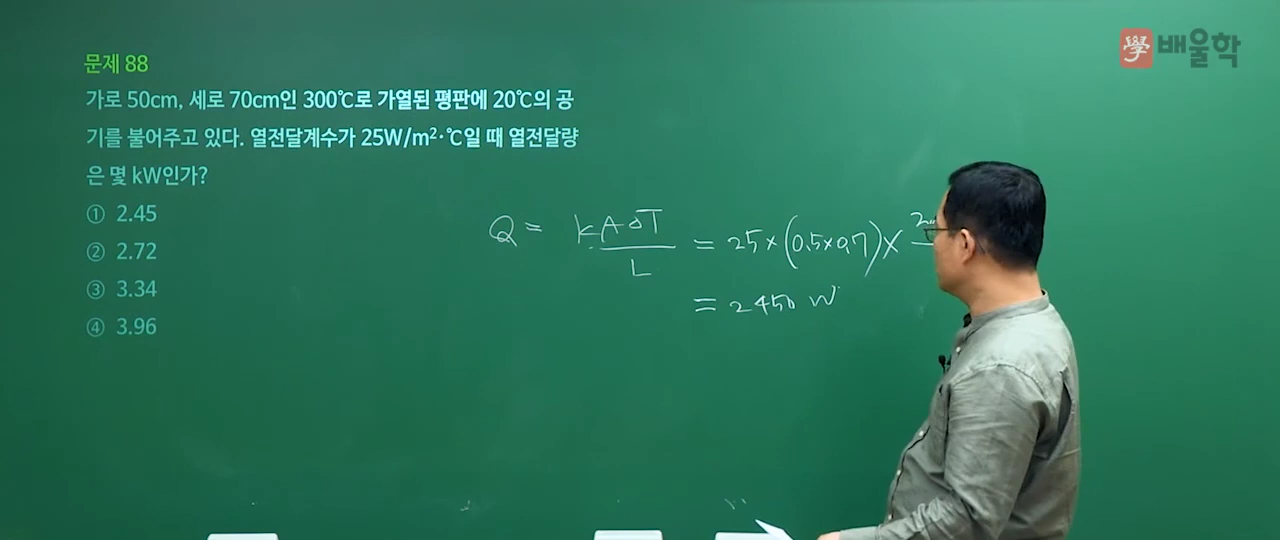 學 배울학
문제 88
가로 50cm, 세로 70cm인 300℃로 가열된 평판에 20℃의 공
기를 불어주고 있다. 열전달계수가 25W/m²·℃일 때 열전달량
은 몇 kW인가?
① 2.45
② 2.72
③ 3.34
④ 3.96
Q = kAΔT / L = 25×(0.5×0.7)×
= 2450 W